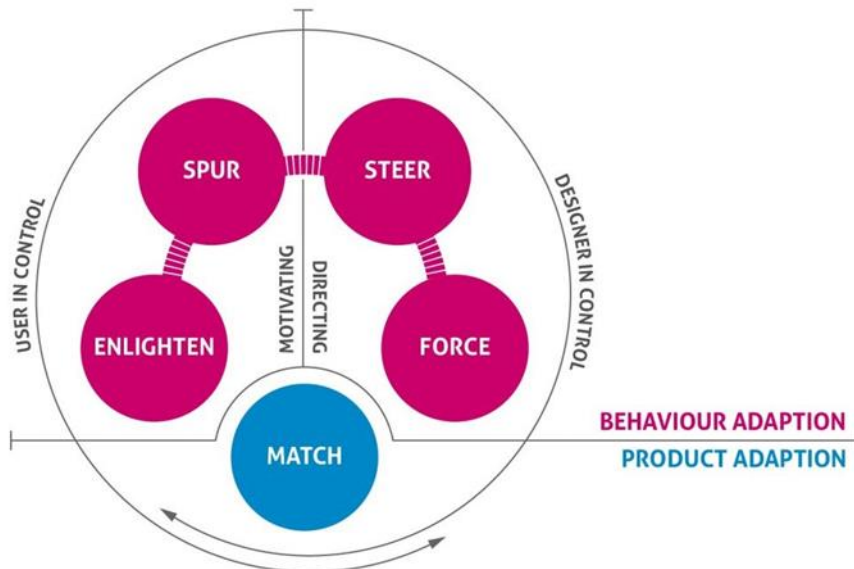 SPUR
STEER
USER IN CONTROL
DESIGNER IN CONTROL
MOTIVATING
DIRECTING
ENLIGHTEN
FORCE
BEHAVIOUR ADAPTION
MATCH
PRODUCT ADAPTION